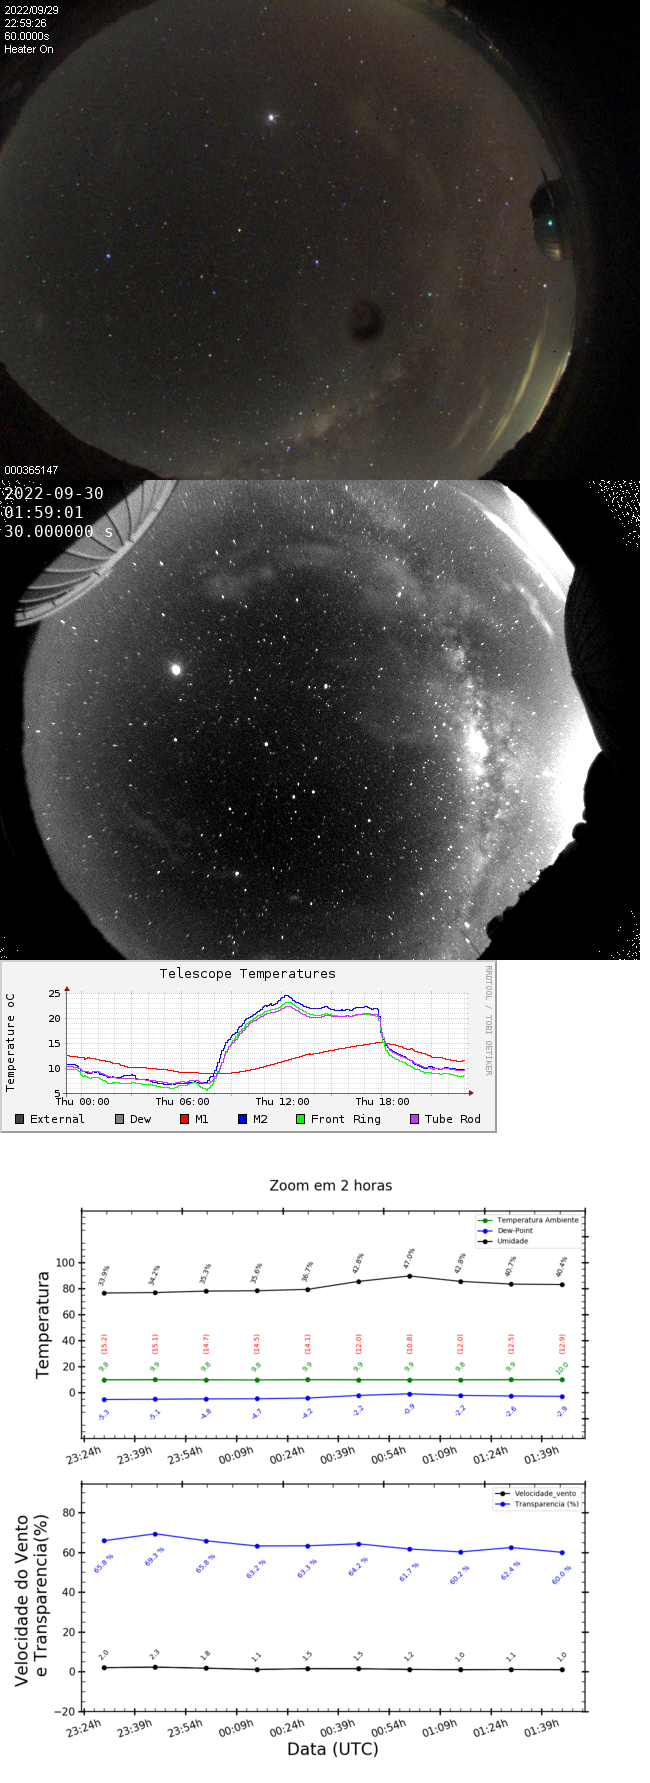 2022/09/29
22:59:26
60.0000s
Heater On
000365147
2022-09-30
01:59:01
30.000000 s
Telescope Temperatures
RRDTOOL / TOBI OETIKER
Temperature oC
25
20
15
10
5
Thu 00:00 Thu 06:00 Thu 12:00 Thu 18:00
External Dew M1 M2 Front Ring Tube Rod
Zoom em 2 horas
Temperatura Ambiente
Dew-Point
Umidade
Temperatura
100
80
60
40
20
0
33.9% 34.2% 35.3% 35.6% 36.7% 42.8% 47.0% 42.8% 40.7% 40.4%
(15.2) (15.1) (14.7) (14.5) (14.1) (12.0) (10.8) (12.0) (12.5) (12.9)
9.8 9.9 9.8 9.8 9.9 9.9 9.9 9.8 9.9 10.0
-5.3 -5.1 -4.8 -4.7 -4.2 -2.2 -0.9 -2.2 -2.6 -2.9
23:24h 23:39h 23:54h 00:09h 00:24h 00:39h 00:54h 01:09h 01:24h 01:39h
Velocidade_vento
Transparencia (%)
Velocidade do Vento
e Transparencia(%)
80
60
40
20
0
−20
65.8 % 69.3 % 65.8 % 63.2 % 63.3 % 64.2 % 61.7 % 60.2 % 62.4 % 60.0 %
2.0 2.3 1.8 1.1 1.5 1.5 1.2 1.0 1.1 1.0
23:24h 23:39h 23:54h 00:09h 00:24h 00:39h 00:54h 01:09h 01:24h 01:39h
Data (UTC)